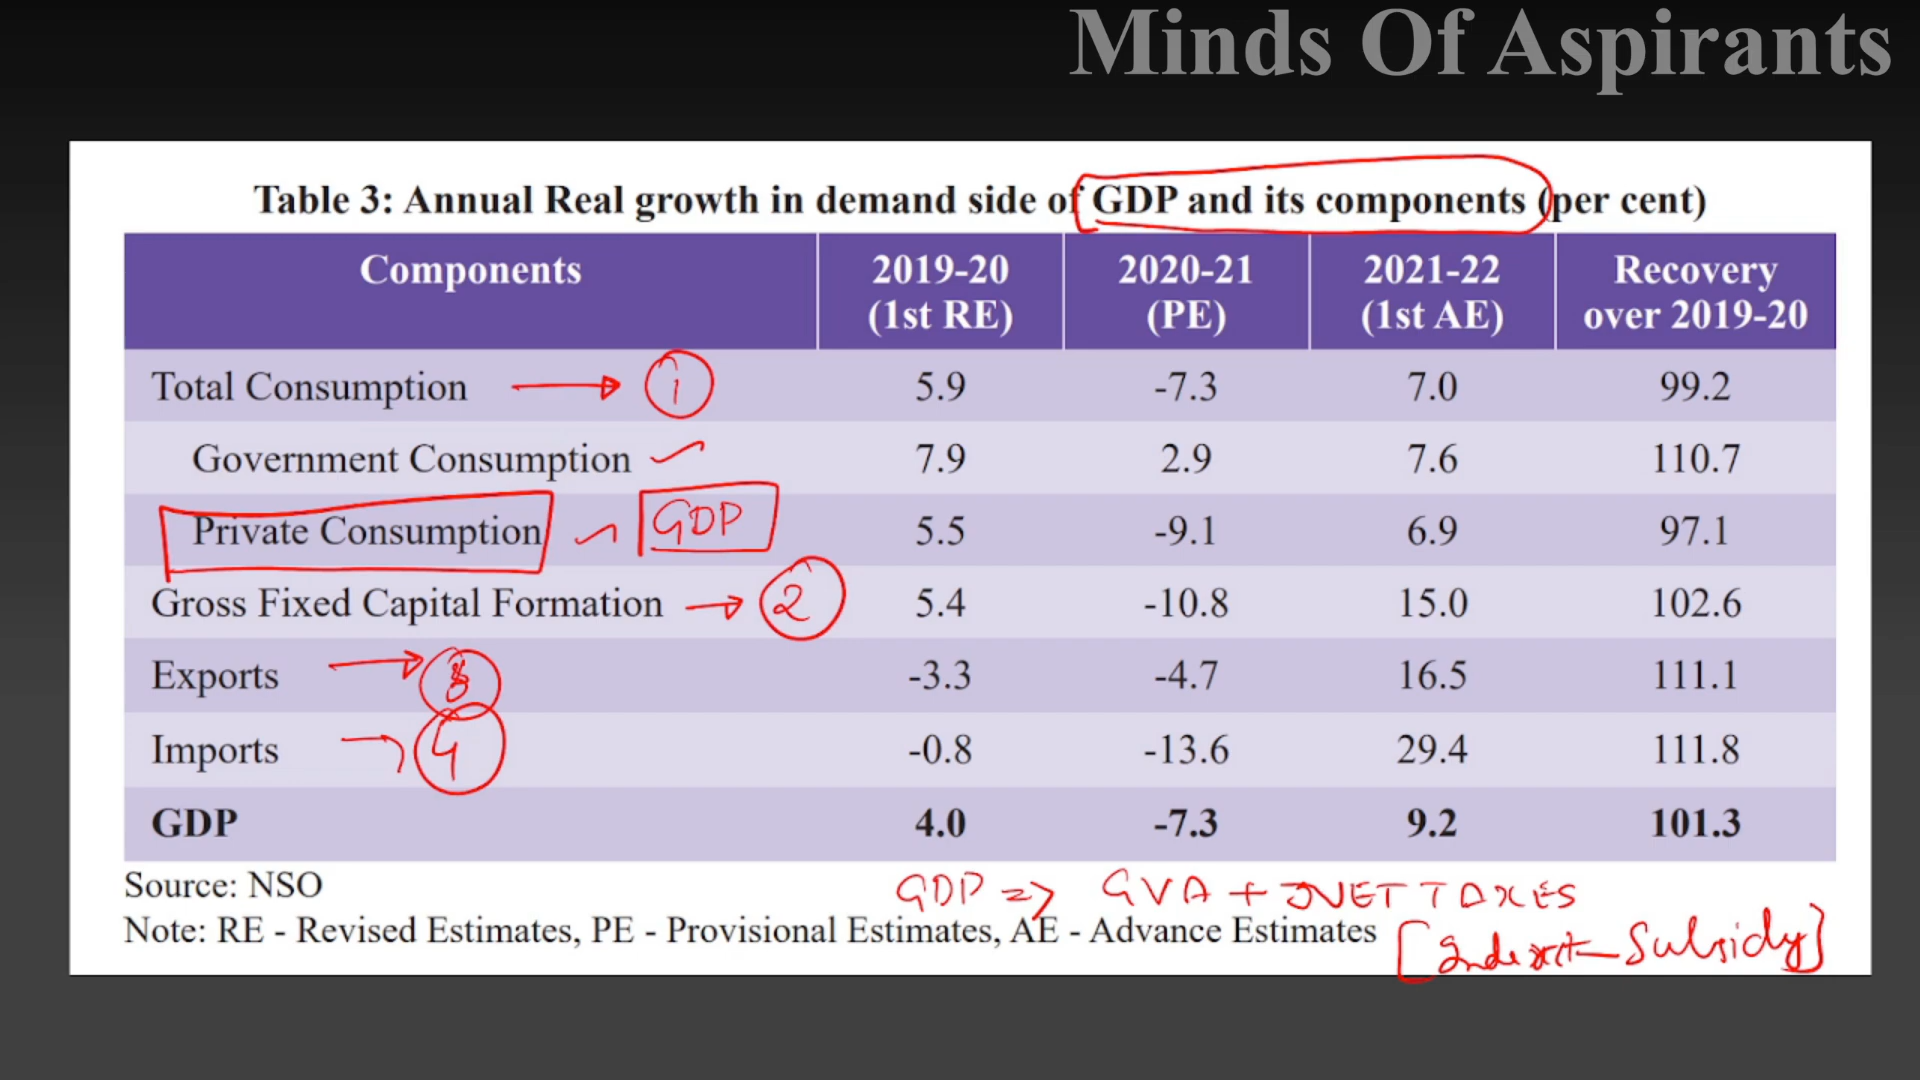 Minds Of Aspirants
Table 3: Annual Real growth in demand side of GDP and its components (per cent)
Components 2019-20 (1st RE) 2020-21 (PE) 2021-22 (1st AE) Recovery over 2019-20
Total Consumption 1 5.9 -7.3 7.0 99.2
Government Consumption 7.9 2.9 7.6 110.7
Private Consumption GDP 5.5 -9.1 6.9 97.1
Gross Fixed Capital Formation 2 5.4 -10.8 15.0 102.6
Exports 3 -3.3 -4.7 16.5 111.1
Imports 4 -0.8 -13.6 29.4 111.8
GDP 4.0 -7.3 9.2 101.3
Source: NSO
GDP => GVA + NET TAXES
Note: RE - Revised Estimates, PE - Provisional Estimates, AE - Advance Estimates
Subsidy]